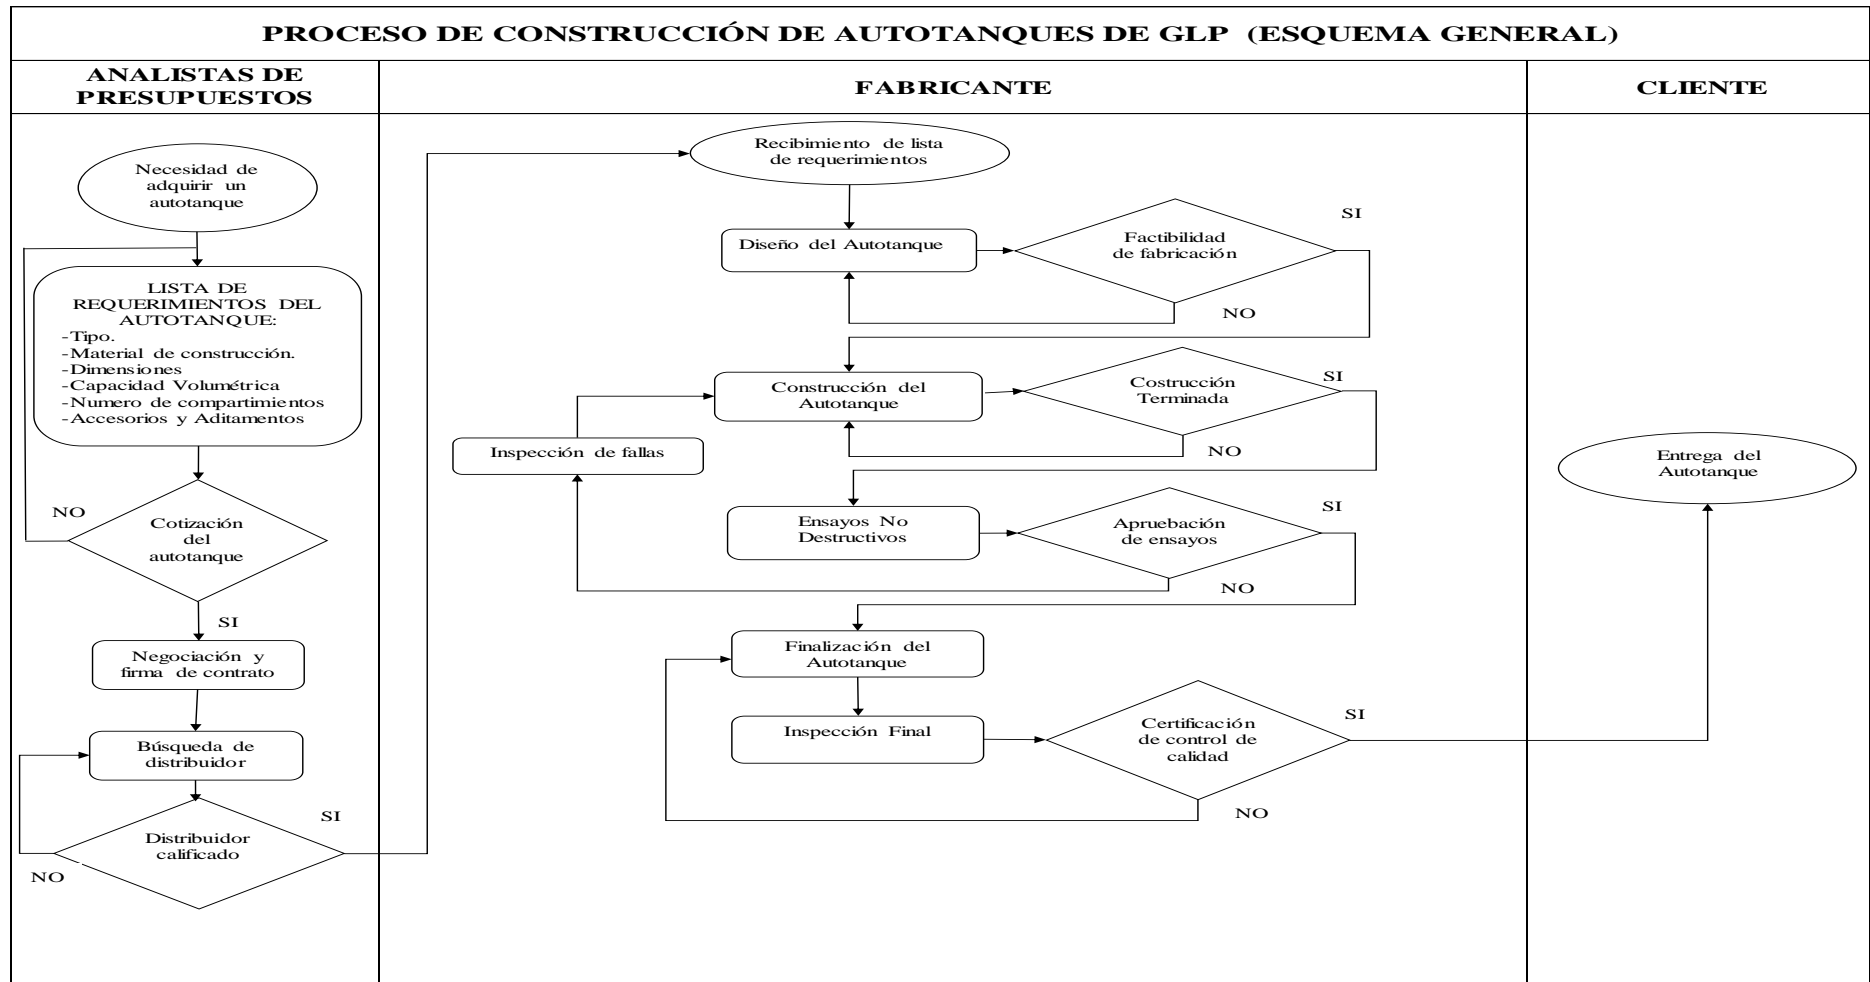 PROCESO DE CONSTRUCCIÓN DE AUTOTANQUES DE GLP (ESQUEMA GENERAL)
ANALISTAS DE
PRESUPUESTOS
FABRICANTE
CLIENTE
Necesidad de
adquirir un
autotanque
LISTA DE
REQUERIMIENTOS DEL
AUTOTANQUE:
-Tipo.
-Material de construcción.
-Dimensiones
-Capacidad Volumétrica
-Numero de compartimientos
-Accesorios y Aditamentos
NO
Cotización
del
autotanque
SI
Negociación y
firma de contrato
Búsqueda de
distribuidor
SI
Distribuidor
calificado
NO
Recibimiento de lista
de requerimientos
SI
Diseño del Autotanque
Factibilidad
de fabricación
NO
Construcción del
Autotanque
Costrucción
Terminada
SI
NO
Inspección de fallas
Ensayos No
Destructivos
Apruebación
de ensayos
SI
NO
Finalización del
Autotanque
Inspección Final
Certificación
de control de
calidad
SI
NO
Entrega del
Autotanque